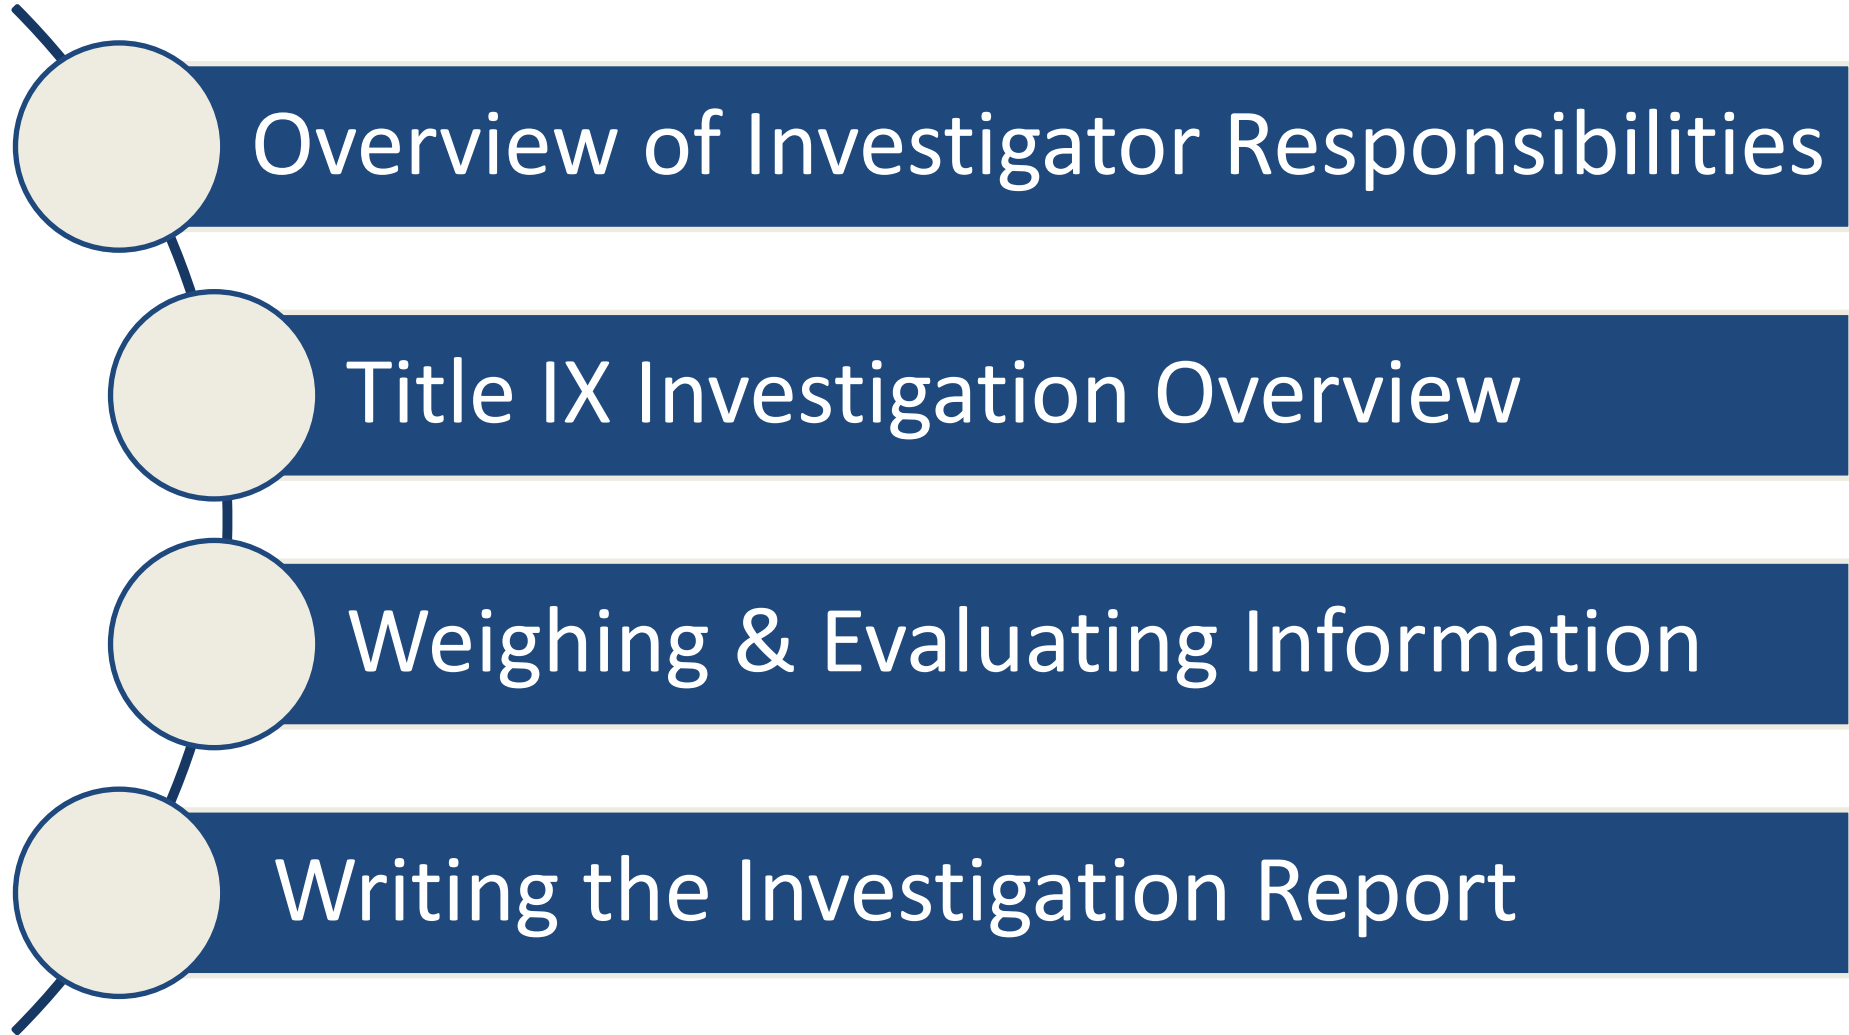 Overview of Investigator Responsibilities
Title IX Investigation Overview
Weighing & Evaluating Information
Writing the Investigation Report